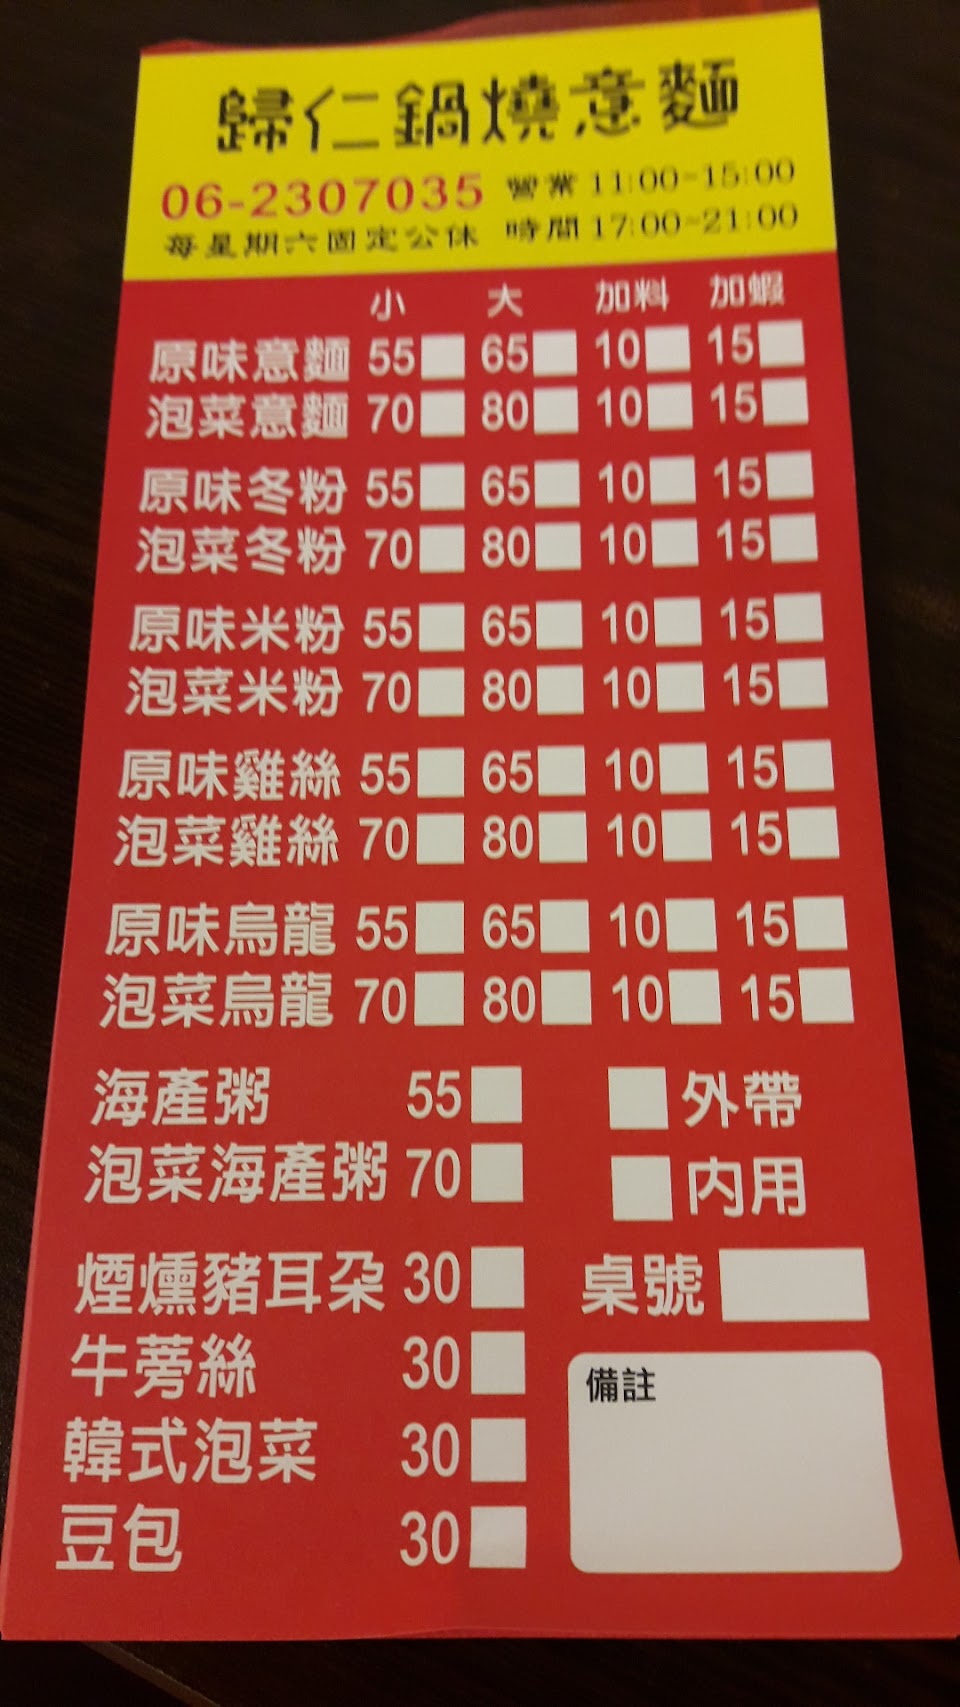 歸仁鍋燒意麵
06-2307035 營業 11:00~15:00
每星期六固定公休 時間 17:00~21:00
小 大 加料 加蝦
原味意麵 55 65 10 15
泡菜意麵 70 80 10 15
原味冬粉 55 65 10 15
泡菜冬粉 70 80 10 15
原味米粉 55 65 10 15
泡菜米粉 70 80 10 15
原味雞絲 55 65 10 15
泡菜雞絲 70 80 10 15
原味烏龍 55 65 10 15
泡菜烏龍 70 80 10 15
海產粥 55 外帶
泡菜海產粥 70 內用
煙燻豬耳朵 30 桌號
牛蒡絲 30 備註
韓式泡菜 30
豆包 30